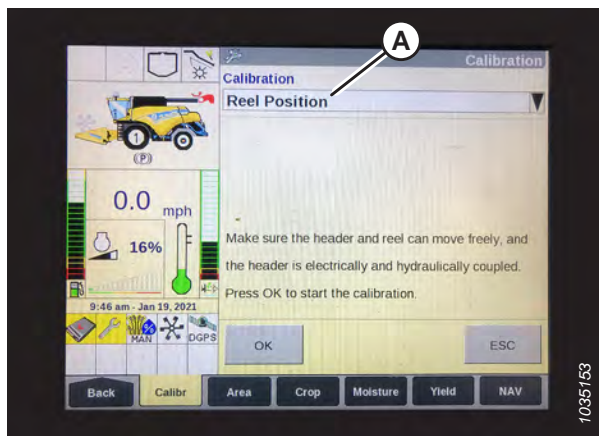 A
Calibration
Calibration
Reel Position
1
(P)
0.0 mph
16%
Make sure the header and reel can move freely, and
the header is electrically and hydraulically coupled.
Press OK to start the calibration.
9:46 am - Jan 19, 2021
MAN
DGPS
OK
ESC
Back
Calibr
Area
Crop
Moisture
Yield
NAV
1035153